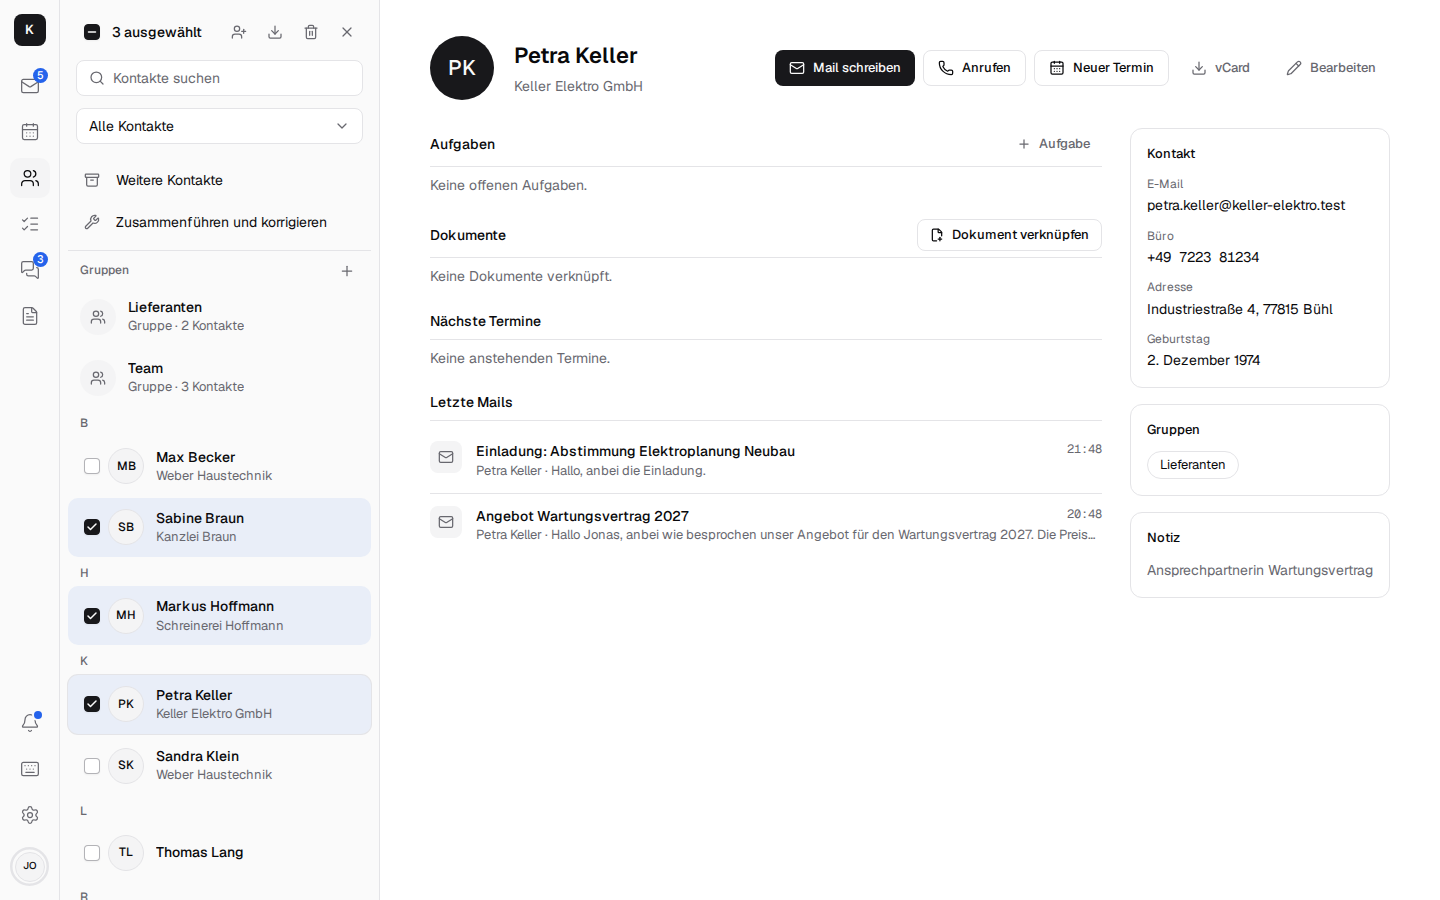 K
3 ausgewählt
Kontakte suchen
Alle Kontakte
Weitere Kontakte
Zusammenführen und korrigieren
Gruppen
Lieferanten
Gruppe · 2 Kontakte
Team
Gruppe · 3 Kontakte
B
MB
Max Becker
Weber Haustechnik
SB
Sabine Braun
Kanzlei Braun
H
MH
Markus Hoffmann
Schreinerei Hoffmann
K
PK
Petra Keller
Keller Elektro GmbH
SK
Sandra Klein
Weber Haustechnik
L
TL
Thomas Lang
5
3
JO
PK
Petra Keller
Keller Elektro GmbH
Mail schreiben
Anrufen
Neuer Termin
vCard
Bearbeiten
Aufgaben
Aufgabe
Keine offenen Aufgaben.
Dokumente
Dokument verknüpfen
Keine Dokumente verknüpft.
Nächste Termine
Keine anstehenden Termine.
Letzte Mails
Einladung: Abstimmung Elektroplanung Neubau
21:48
Petra Keller · Hallo, anbei die Einladung.
Angebot Wartungsvertrag 2027
20:48
Petra Keller · Hallo Jonas, anbei wie besprochen unser Angebot für den Wartungsvertrag 2027. Die Preis…
Kontakt
E-Mail
petra.keller@keller-elektro.test
Büro
+49 7223 81234
Adresse
Industriestraße 4, 77815 Bühl
Geburtstag
2. Dezember 1974
Gruppen
Lieferanten
Notiz
Ansprechpartnerin Wartungsvertrag